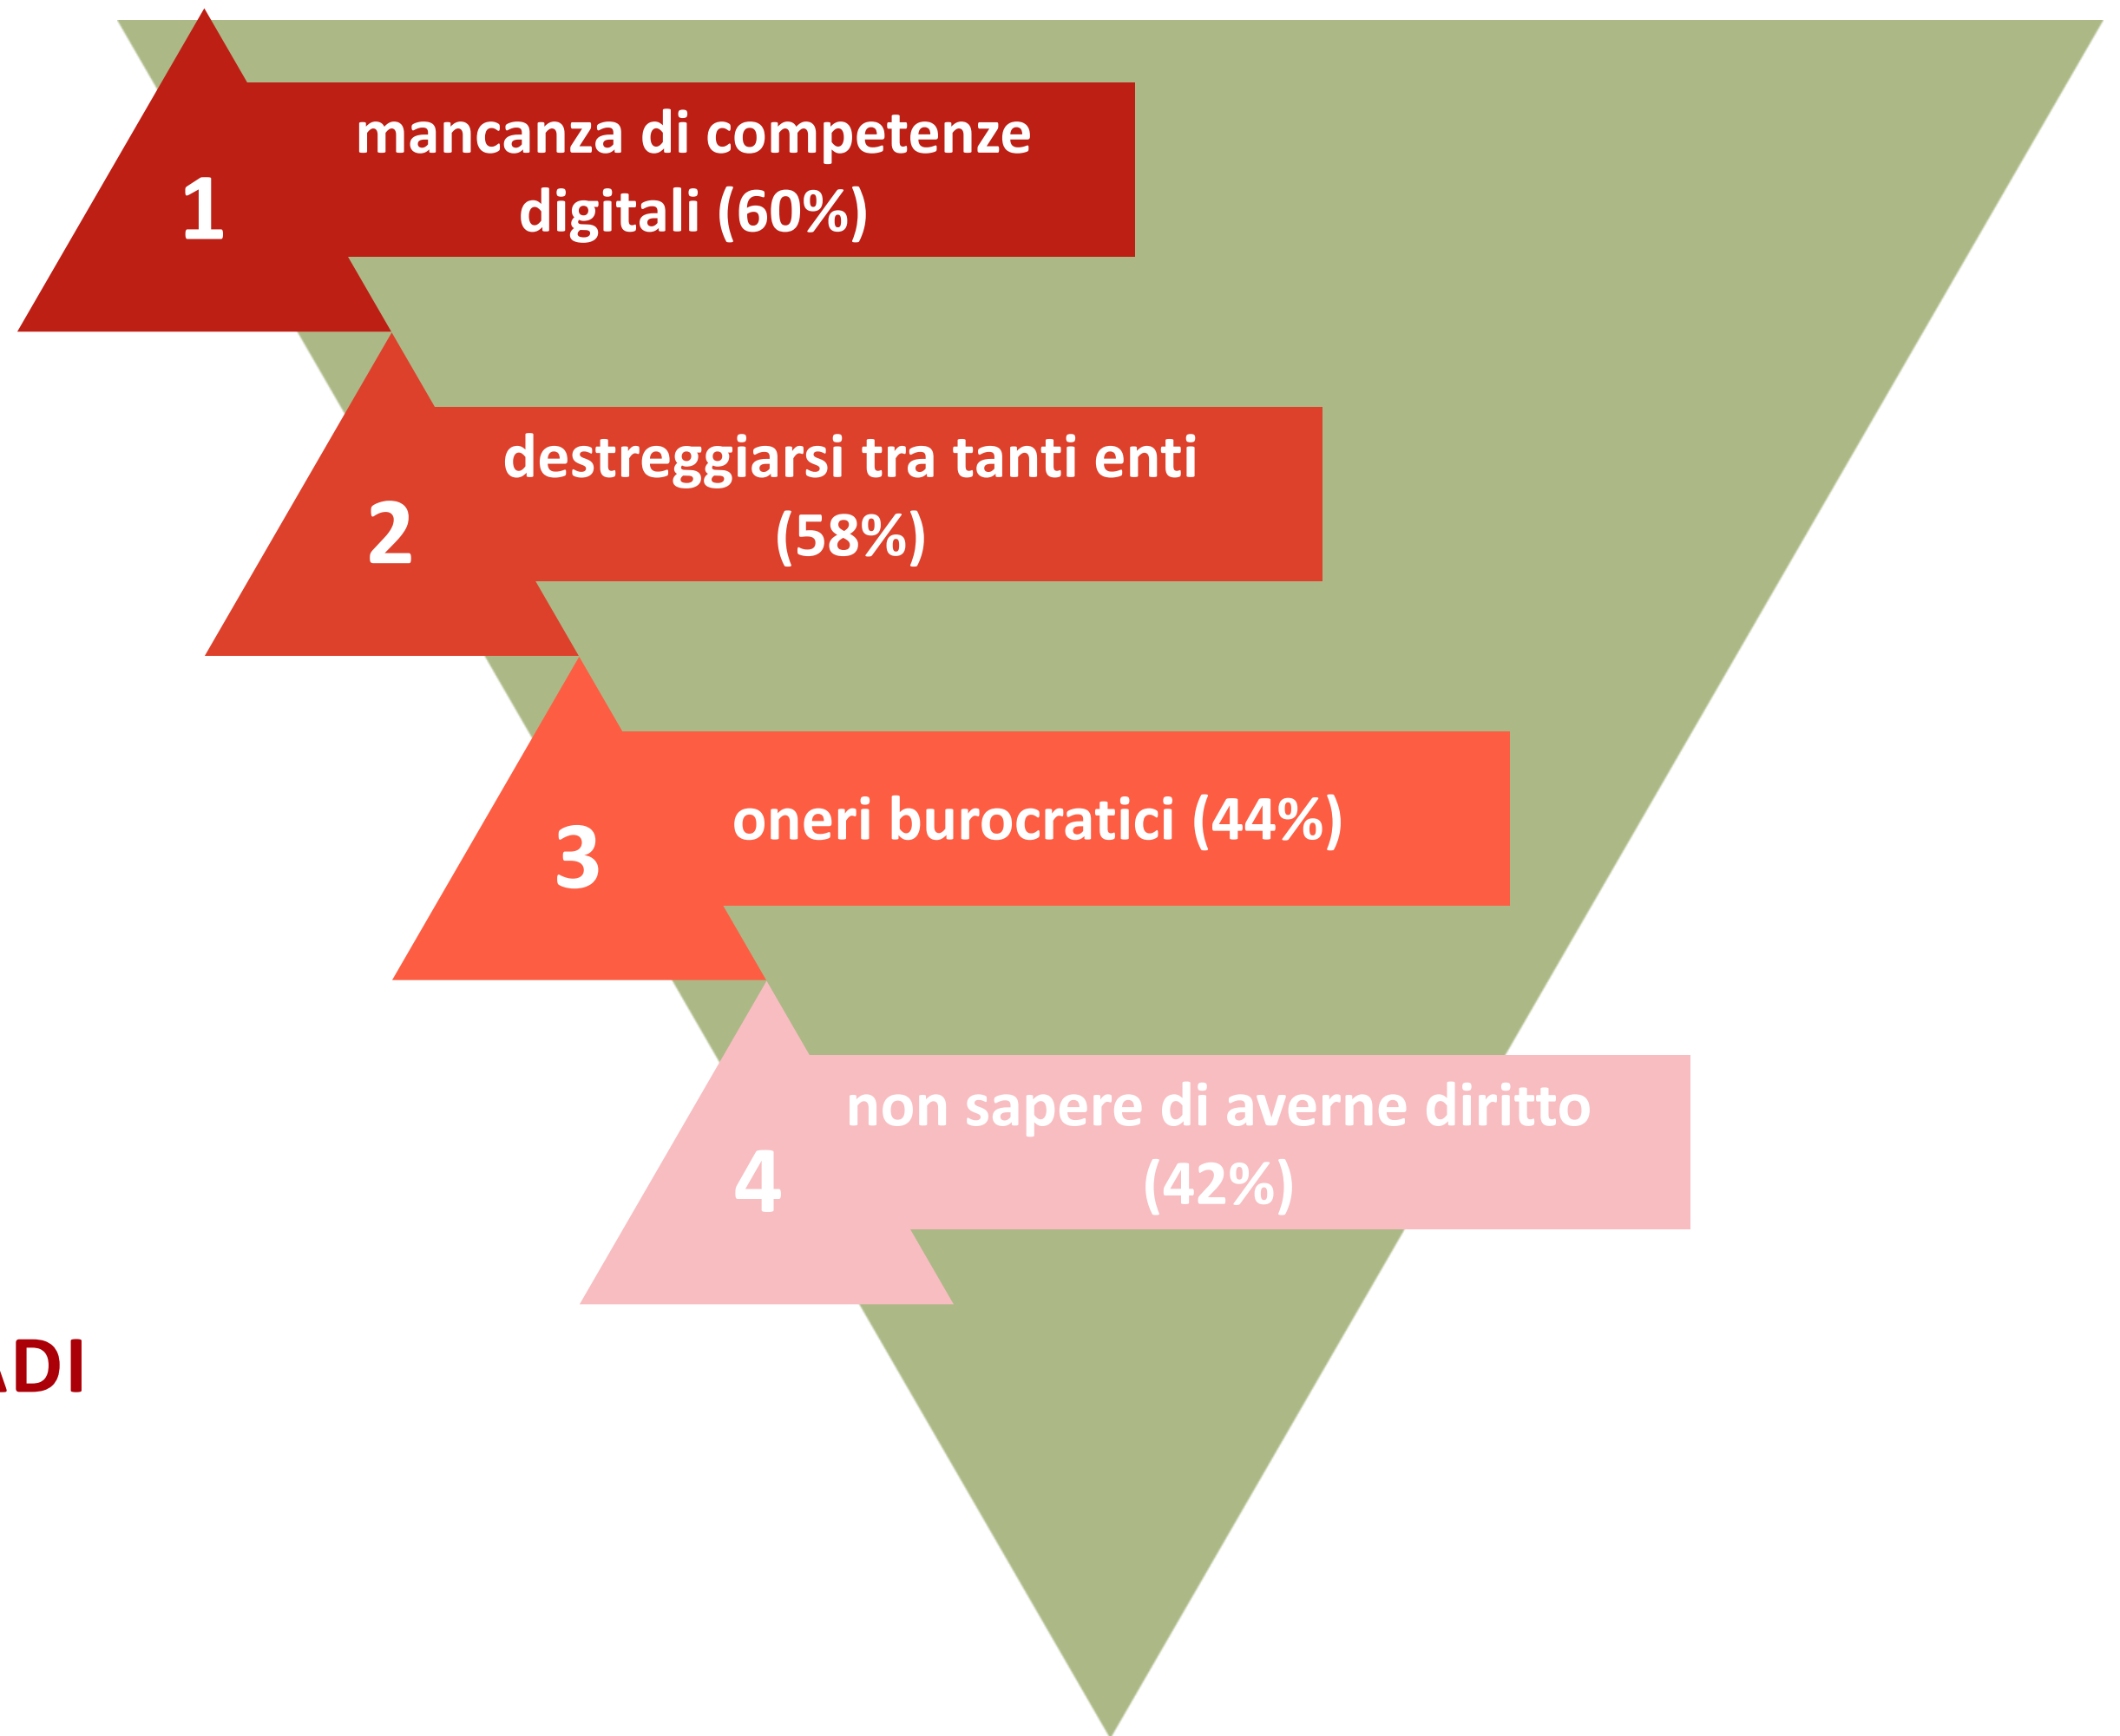 1
mancanza di competenze
digitali (60%)
2
destreggiarsi tra tanti enti
(58%)
3
oneri burocratici (44%)
4
non sapere di averne diritto
(42%)